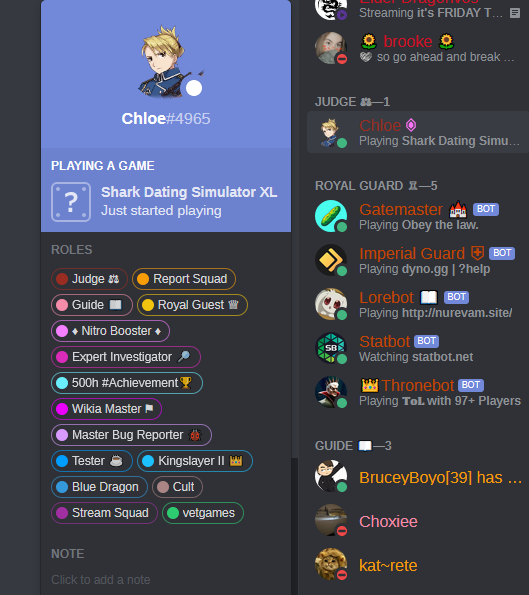 Chloe#4965
PLAYING A GAME
Shark Dating Simulator XL
Just started playing
ROLES
Judge ⚖ Report Squad
Guide 📖 Royal Guest ♕
♦ Nitro Booster ♦
Expert Investigator 🔎
500h #Achievement🏆
Wikia Master ⚑
Master Bug Reporter 🐞
Tester ☕ Kingslayer II 👑
Blue Dragon Cult
Stream Squad vetgames
NOTE
Click to add a note
Streaming it's FRIDAY T…
🌻 brooke 🌻
💖 so go ahead and break …
JUDGE ⚖—1
Chloe
Playing Shark Dating Simu…
ROYAL GUARD ♖—5
Gatemaster 🏰 BOT
Playing Obey the law.
Imperial Guard BOT
Playing dyno.gg | ?help
Lorebot 📖 BOT
Playing http://nurevam.site/
Statbot BOT
SB
Watching statbot.net
👑Thronebot BOT
Playing ToL with 97+ Players
GUIDE 📖—3
BruceyBoyo[39] has …
Choxiee
kat~rete